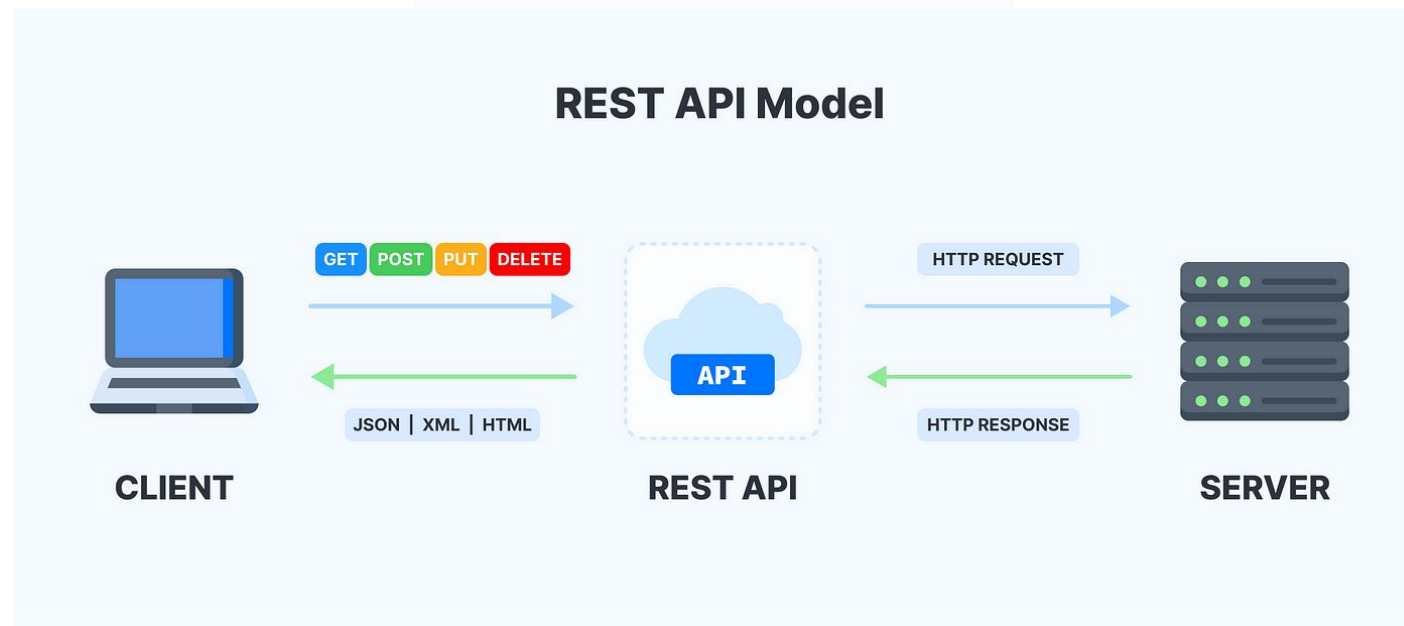 REST API Model
GET POST PUT DELETE
HTTP REQUEST
API
JSON | XML | HTML
HTTP RESPONSE
CLIENT
REST API
SERVER